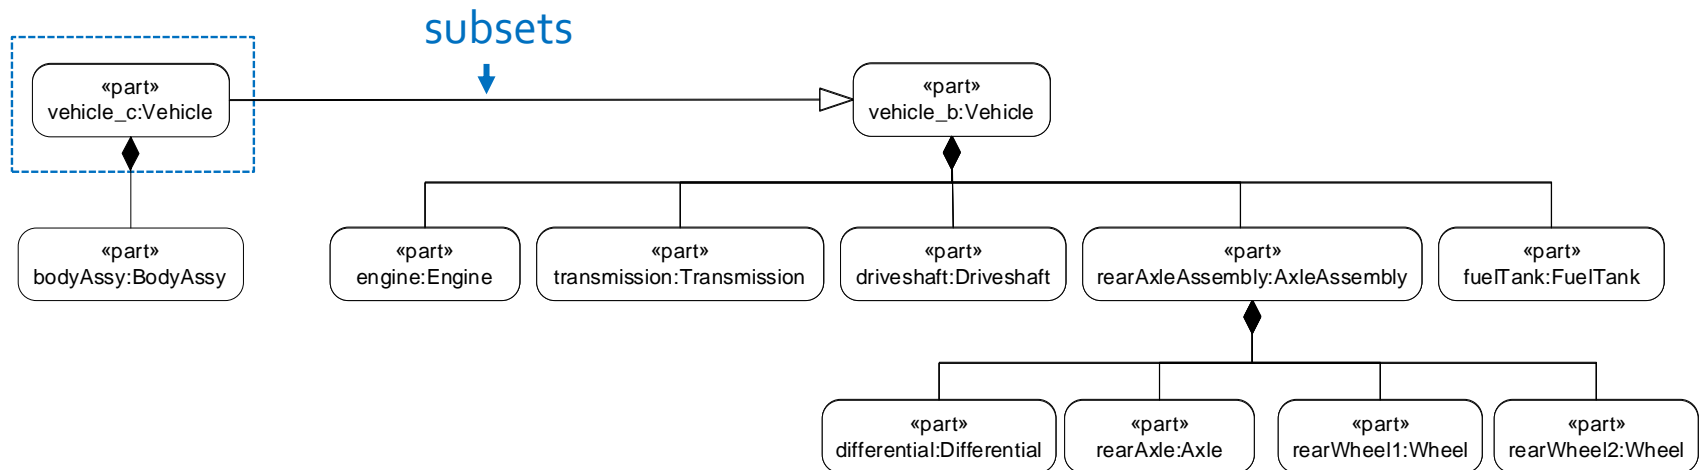 subsets
«part»
vehicle_c:Vehicle
«part»
vehicle_b:Vehicle
«part»
bodyAssy:BodyAssy
«part»
engine:Engine
«part»
transmission:Transmission
«part»
driveshaft:Driveshaft
«part»
rearAxleAssembly:AxleAssembly
«part»
fuelTank:FuelTank
«part»
differential:Differential
«part»
rearAxle:Axle
«part»
rearWheel1:Wheel
«part»
rearWheel2:Wheel